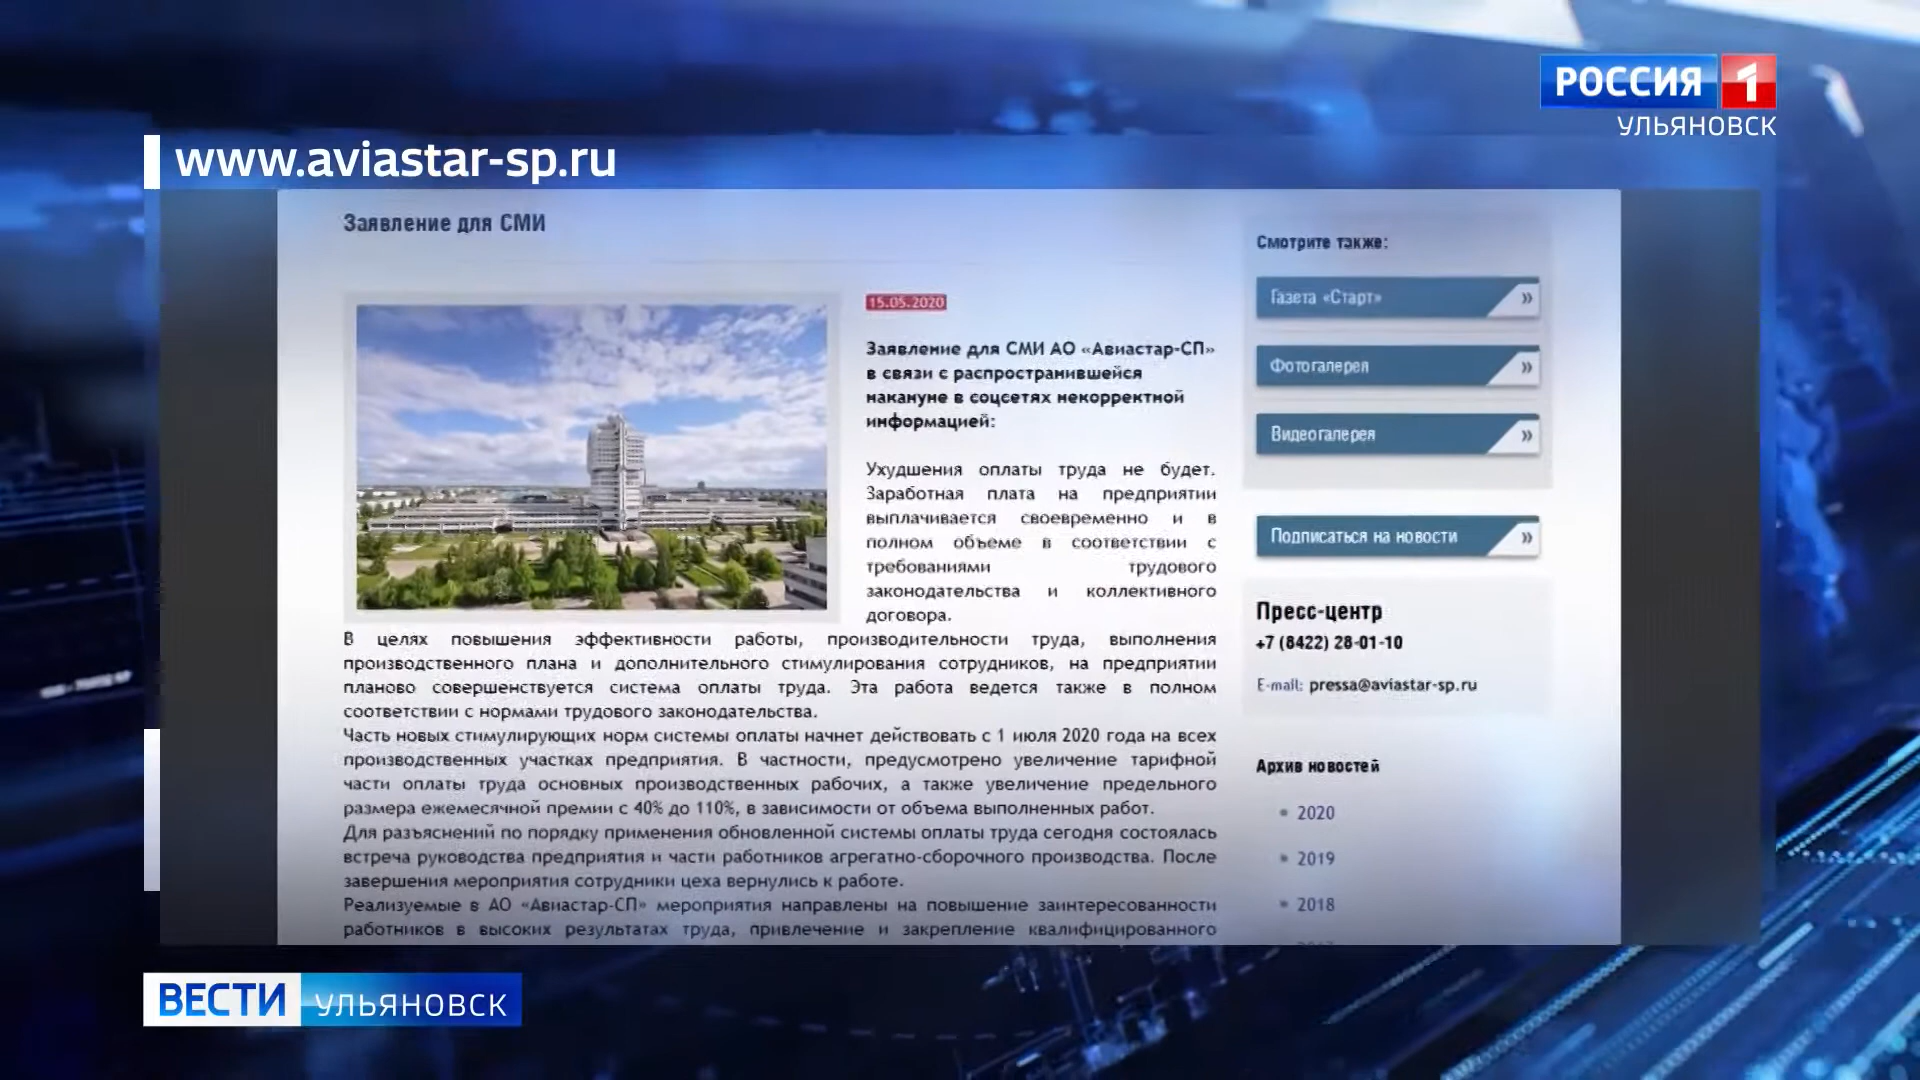 РОССИЯ 1
УЛЬЯНОВСК
www.aviastar-sp.ru
Заявление для СМИ
15.05.2020
Заявление для СМИ АО «Авиастар-СП»
в связи с распространившейся
накануне в соцсетях некорректной
информацией:
Ухудшения оплаты труда не будет.
Заработная плата на предприятии
выплачивается своевременно и в
полном объеме в соответствии с
требованиями трудового
законодательства и коллективного
договора.
В целях повышения эффективности работы, производительности труда, выполнения
производственного плана и дополнительного стимулирования сотрудников, на предприятии
планово совершенствуется система оплаты труда. Эта работа ведется также в полном
соответствии с нормами трудового законодательства.
Часть новых стимулирующих норм системы оплаты начнет действовать с 1 июля 2020 года на всех
производственных участках предприятия. В частности, предусмотрено увеличение тарифной
части оплаты труда основных производственных рабочих, а также увеличение предельного
размера ежемесячной премии с 40% до 110%, в зависимости от объема выполненных работ.
Для разъяснений по порядку применения обновленной системы оплаты труда сегодня состоялась
встреча руководства предприятия и части работников агрегатно-сборочного производства. После
завершения мероприятия сотрудники цеха вернулись к работе.
Реализуемые в АО «Авиастар-СП» мероприятия направлены на повышение заинтересованности
работников в высоких результатах труда, привлечение и закрепление квалифицированного
Смотрите также:
Газета «Старт» »
Фотогалерея »
Видеогалерея »
Подписаться на новости »
Пресс-центр
+7 (8422) 28-01-10
E-mail: pressa@aviastar-sp.ru
Архив новостей
2020
2019
2018
ВЕСТИ УЛЬЯНОВСК